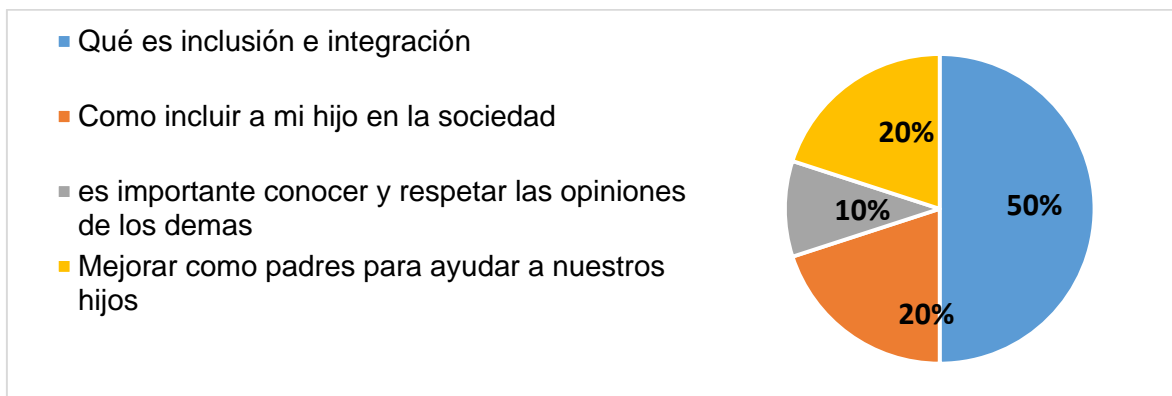 Qué es inclusión e integración
Como incluir a mi hijo en la sociedad
es importante conocer y respetar las opiniones
de los demas
Mejorar como padres para ayudar a nuestros
hijos
20%
50%
10%
20%